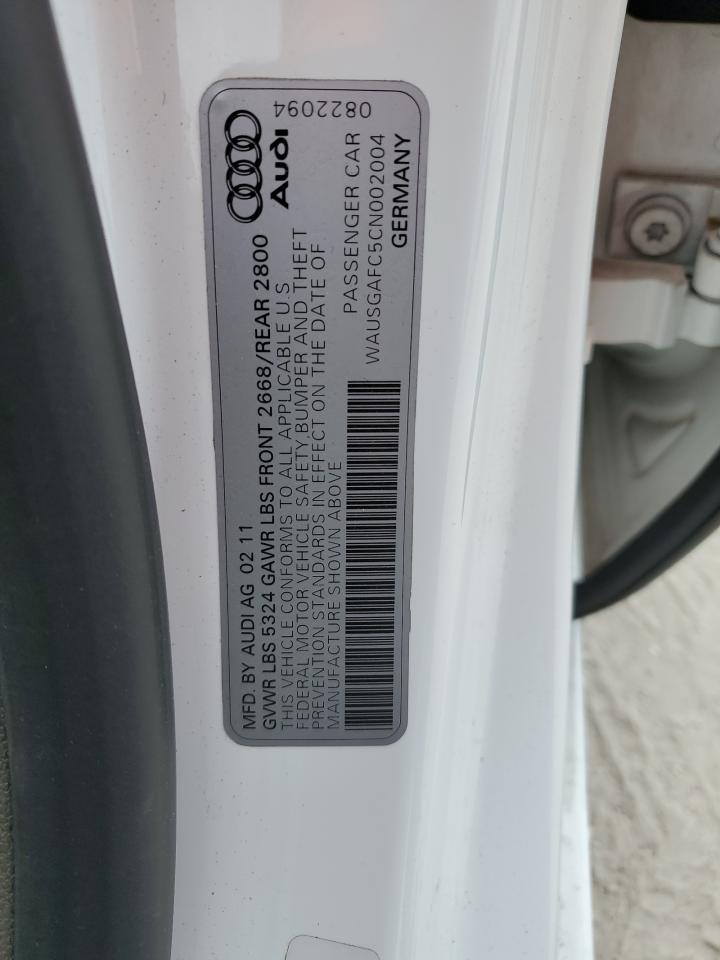 MFD. BY AUDI AG 02 11
GVWR LBS 5324 GAWR LBS FRONT 2668/REAR 2800
THIS VEHICLE CONFORMS TO ALL APPLICABLE U.S
FEDERAL MOTOR VEHICLE SAFETY, BUMPER AND THEFT
PREVENTION STANDARDS IN EFFECT ON THE DATE OF
MANUFACTURE SHOWN ABOVE
Audi
0822094
PASSENGER CAR
WAUSGAFC5CN002004
GERMANY